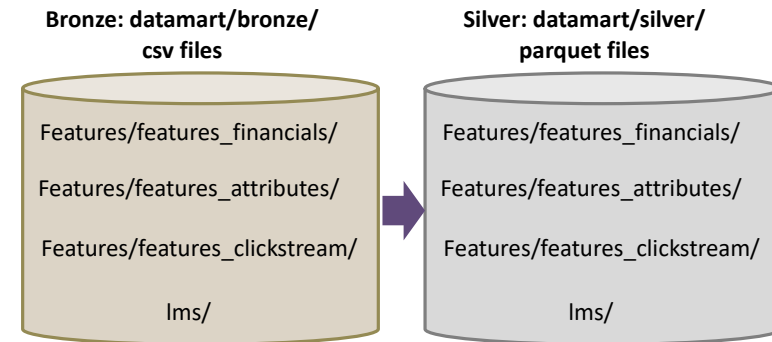 Bronze: datamart/bronze/
csv files
Features/features_financials/
Features/features_attributes/
Features/features_clickstream/
lms/
Silver: datamart/silver/
parquet files
Features/features_financials/
Features/features_attributes/
Features/features_clickstream/
lms/